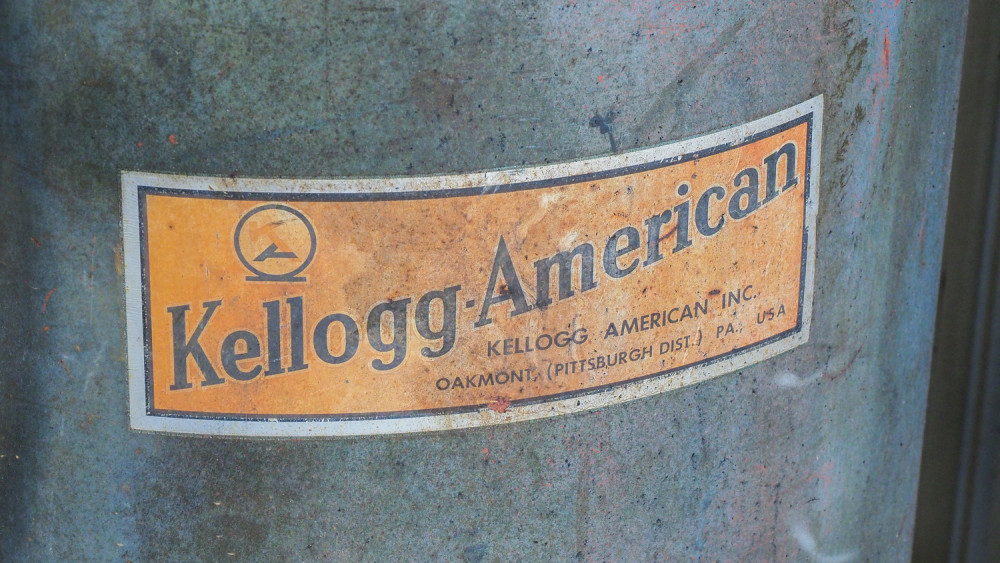 Kellogg-American
KELLOGG AMERICAN INC.
OAKMONT, (PITTSBURGH DIST.) PA., USA